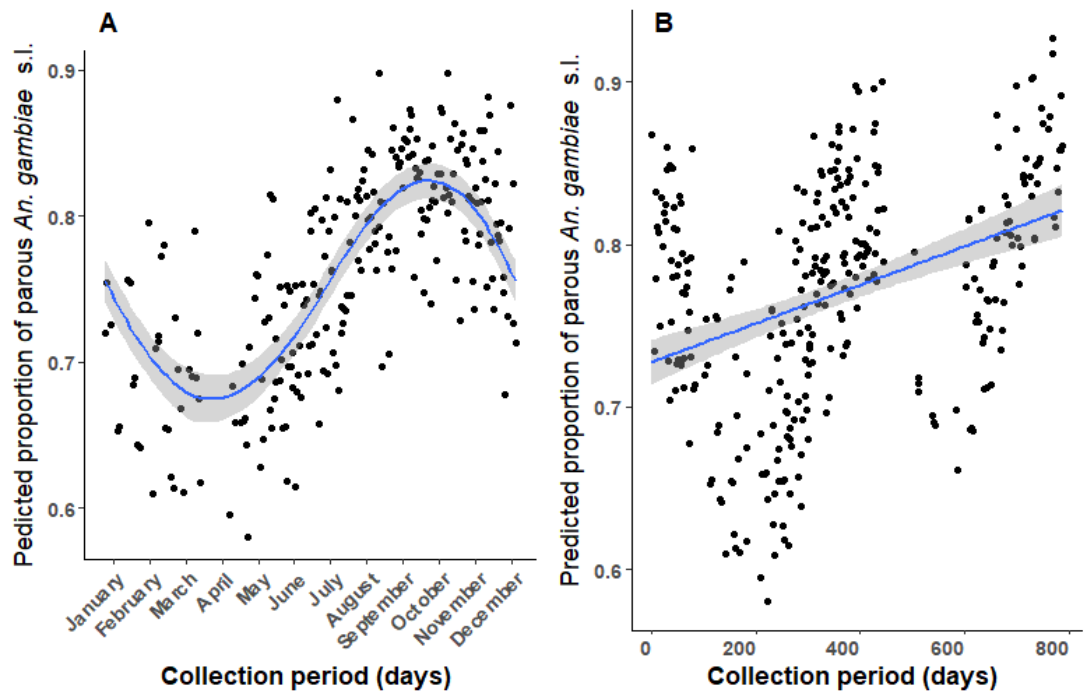 A
Pedicted proportion of parous An. gambiae s.l.
0.9
0.8
0.7
0.6
January
February
March
April
May
June
July
August
September
October
November
December
Collection period (days)
B
Predicted proportion of parous An. gambiae s.l.
0.9
0.8
0.7
0.6
0
200
400
600
800
Collection period (days)